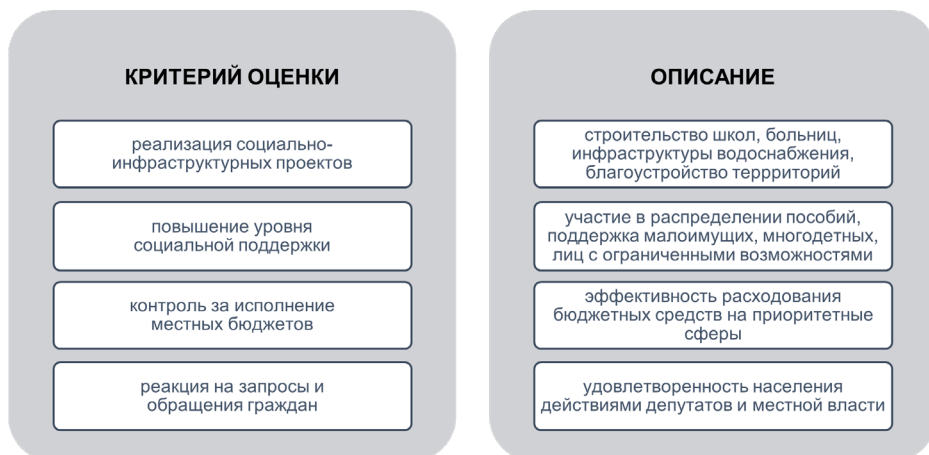 КРИТЕРИЙ ОЦЕНКИ
реализация социально-
инфраструктурных проектов
повышение уровня
социальной поддержки
контроль за исполнение
местных бюджетов
реакция на запросы и
обращения граждан
ОПИСАНИЕ
строительство школ, больниц,
инфраструктуры водоснабжения,
благоустройство террриторий
участие в распределении пособий,
поддержка малоимущих, многодетных,
лиц с ограниченными возможностями
эффективность расходования
бюджетных средств на приоритетные
сферы
удовлетворенность населения
действиями депутатов и местной власти